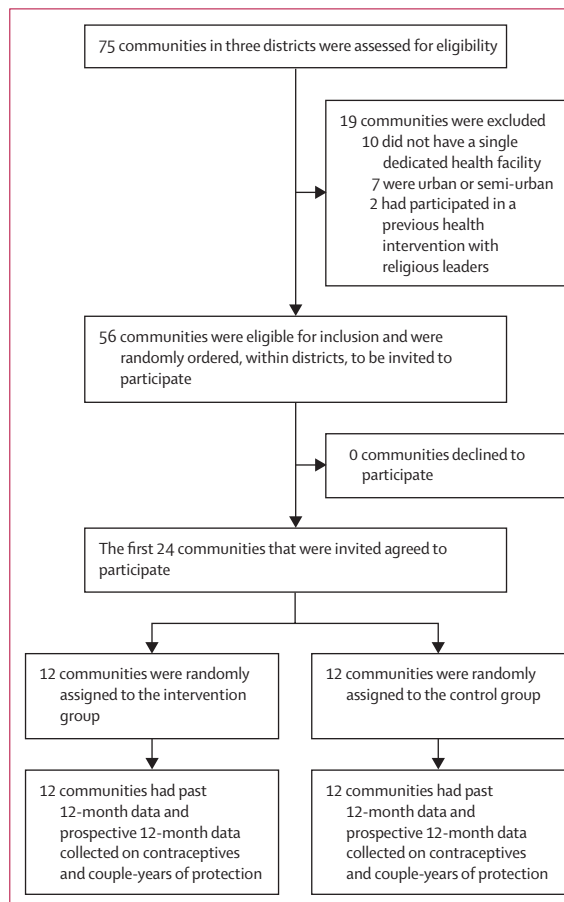 75 communities in three districts were assessed for eligibility
19 communities were excluded
10 did not have a single
dedicated health facility
7 were urban or semi-urban
2 had participated in a
previous health
intervention with
religious leaders
56 communities were eligible for inclusion and were
randomly ordered, within districts, to be invited to
participate
0 communities declined to
participate
The first 24 communities that were invited agreed to
participate
12 communities were randomly
assigned to the intervention
group
12 communities were randomly
assigned to the control group
12 communities had past
12-month data and
prospective 12-month data
collected on contraceptives
and couple-years of protection
12 communities had past
12-month data and
prospective 12-month data
collected on contraceptives
and couple-years of protection